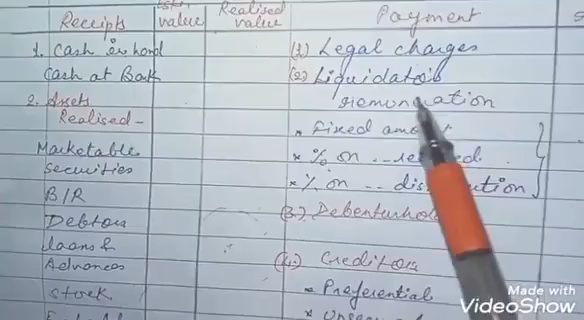 Receipts
value
Realised
value
Payment
1. Cash in hand
Cash at Bank
2. Assets
Realised -
Marketable
Securities
B/R
Debtors
loans &
Advances
Stock
(1) Legal charges
(2) Liquidator's
remuneration
* Fixed amount
* % on ...
* % on ... distribution
(3) Debenturehol
(4) Creditors
* Preferential
* Unse
Made with
VideoShow